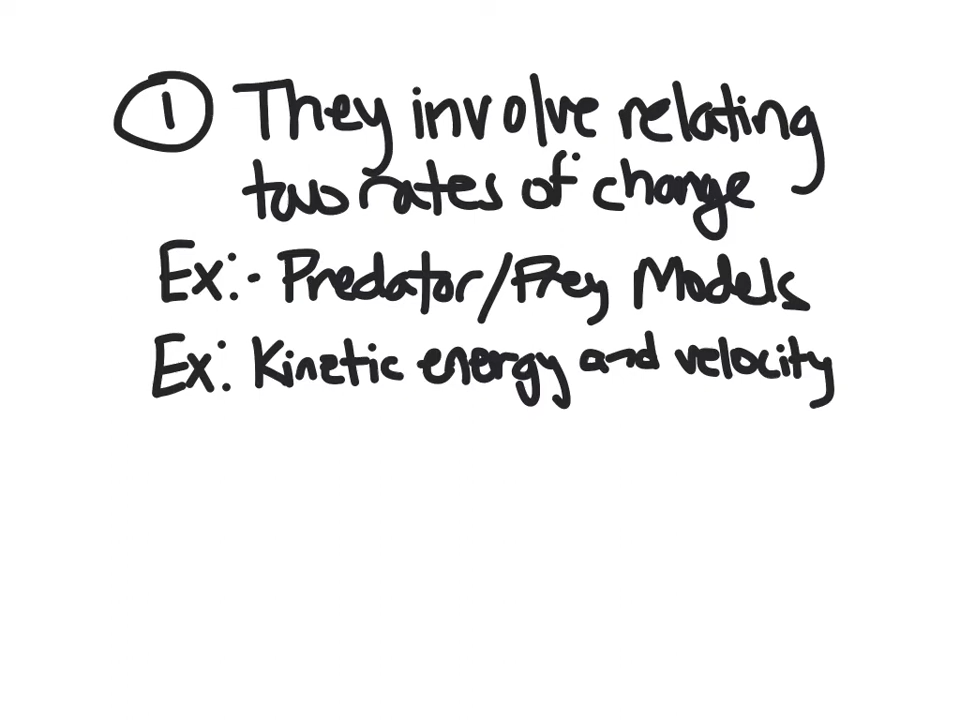 ① They involve relating
two rates of change
Ex: - Predator/Prey Models
Ex: Kinetic energy and velocity